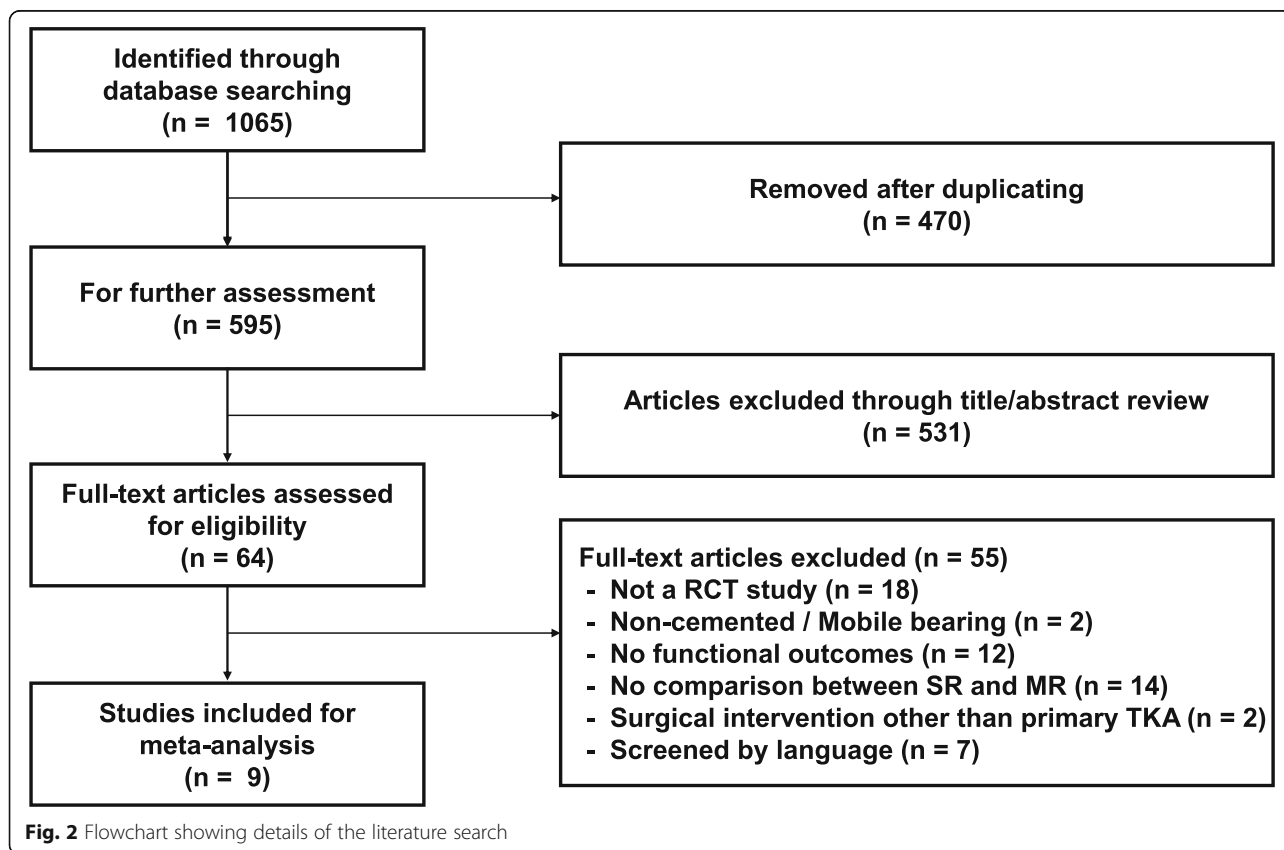 Identified through
database searching
(n = 1065)
Removed after duplicating
(n = 470)
For further assessment
(n = 595)
Articles excluded through title/abstract review
(n = 531)
Full-text articles assessed
for eligibility
(n = 64)
Full-text articles excluded (n = 55)
- Not a RCT study (n = 18)
- Non-cemented / Mobile bearing (n = 2)
- No functional outcomes (n = 12)
- No comparison between SR and MR (n = 14)
- Surgical intervention other than primary TKA (n = 2)
- Screened by language (n = 7)
Studies included for
meta-analysis
(n = 9)
Fig. 2 Flowchart showing details of the literature search